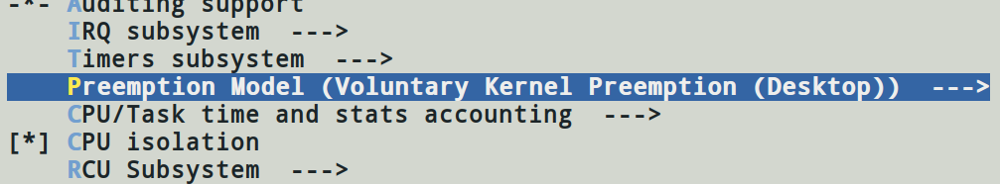 -*- Auditing support
IRQ subsystem  --->
Timers subsystem  --->
Preemption Model (Voluntary Kernel Preemption (Desktop))  --->
CPU/Task time and stats accounting  --->
[*] CPU isolation
RCU Subsystem  --->